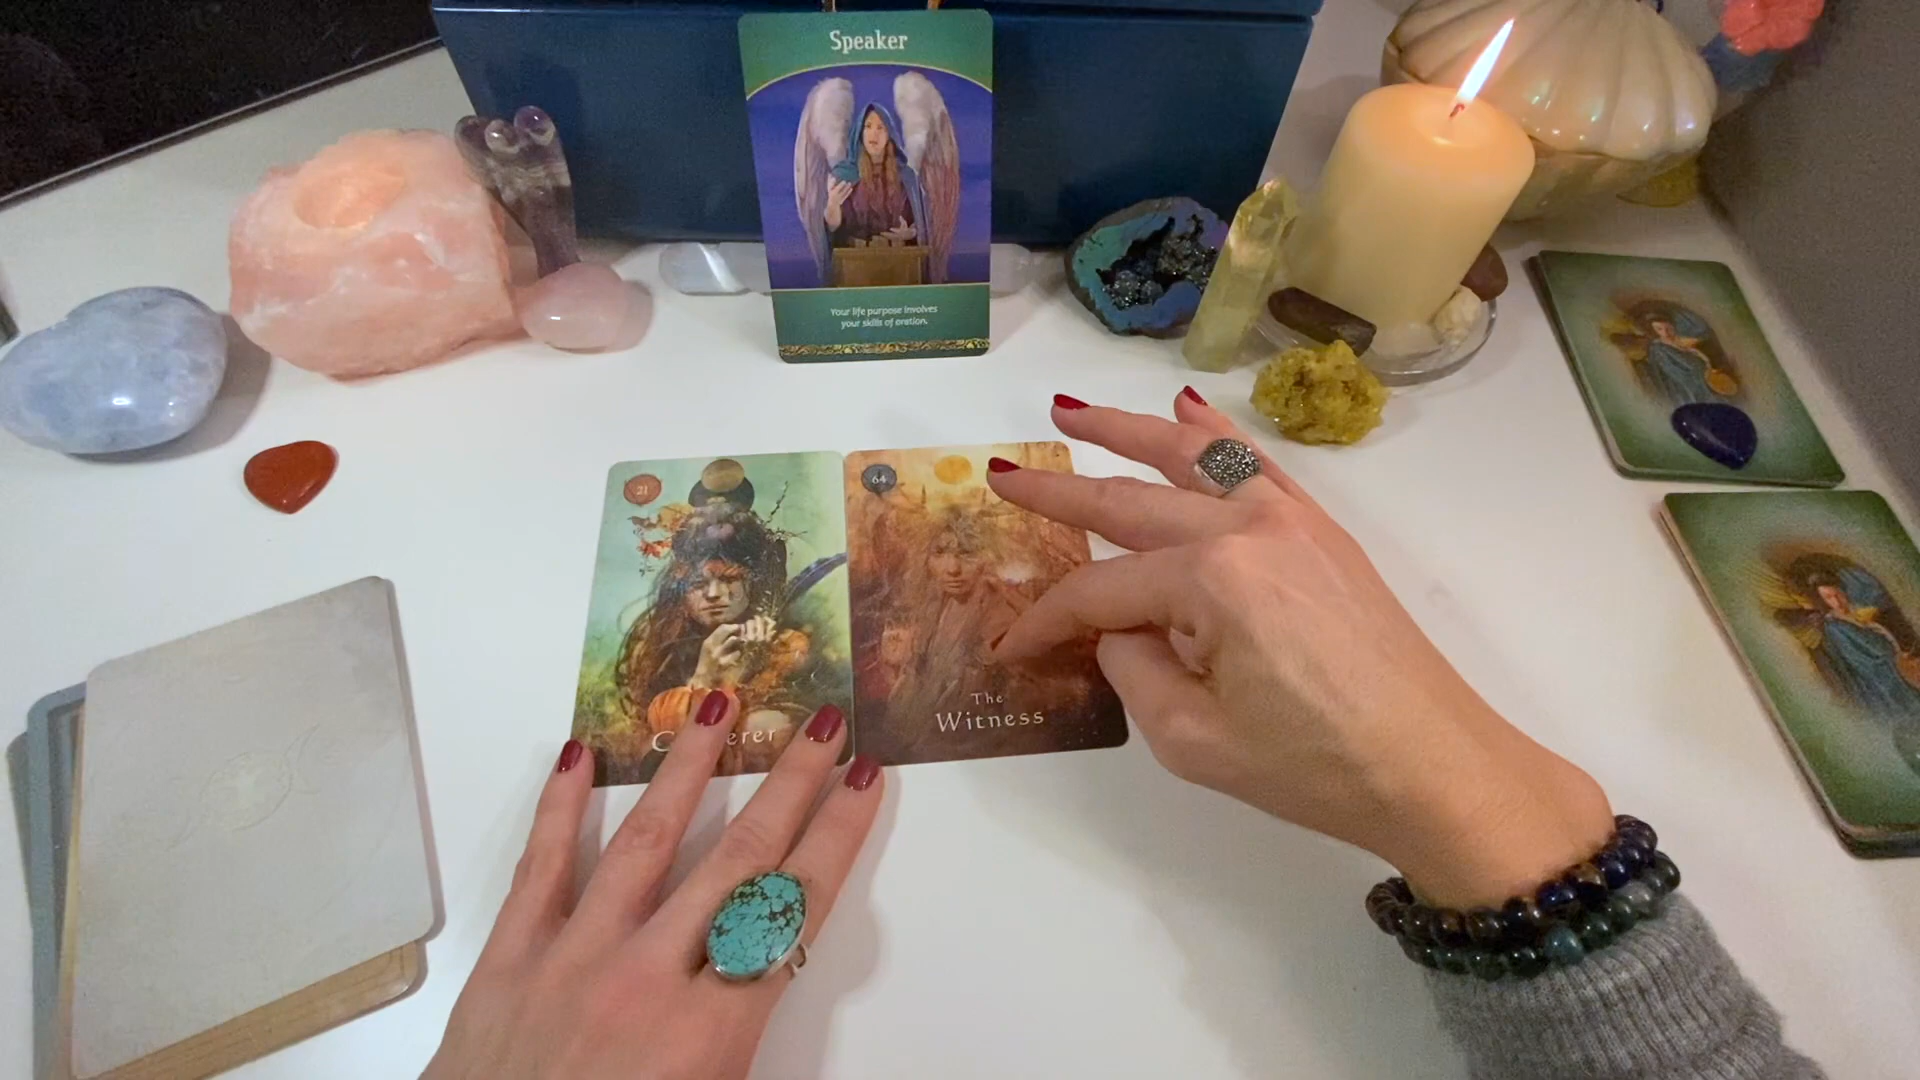 Speaker
Your life purpose involves
your skills of oration.
21
64
The
Witness